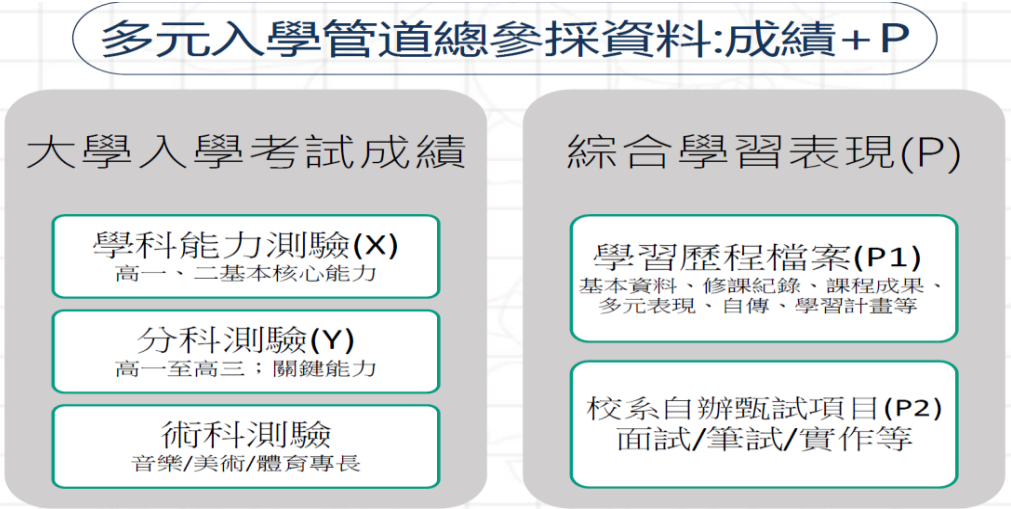 多元入學管道總參採資料:成績+P
大學入學考試成績
學科能力測驗(X)
高一、二基本核心能力
分科測驗(Y)
高一至高三；關鍵能力
術科測驗
音樂/美術/體育專長
綜合學習表現(P)
學習歷程檔案(P1)
基本資料、修課紀錄、課程成果、
多元表現、自傳、學習計畫等
校系自辦甄試項目(P2)
面試/筆試/實作等